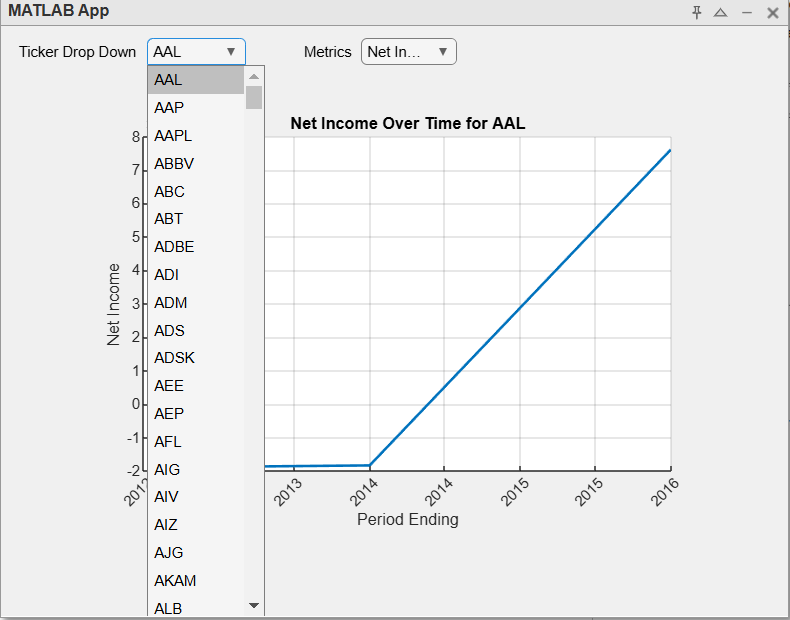 MATLAB App
Ticker Drop Down AAL Metrics Net In...
AAL
AAP
AAPL
ABBV
ABC
ABT
ADBE
ADI
ADM
ADS
ADSK
AEE
AEP
AFL
AIG
AIV
AIZ
AJG
AKAM
ALB
Net Income Over Time for AAL
Net Income
8
7
6
5
4
3
2
1
0
-1
-2
2013
2014
2014
2015
2015
2016
Period Ending